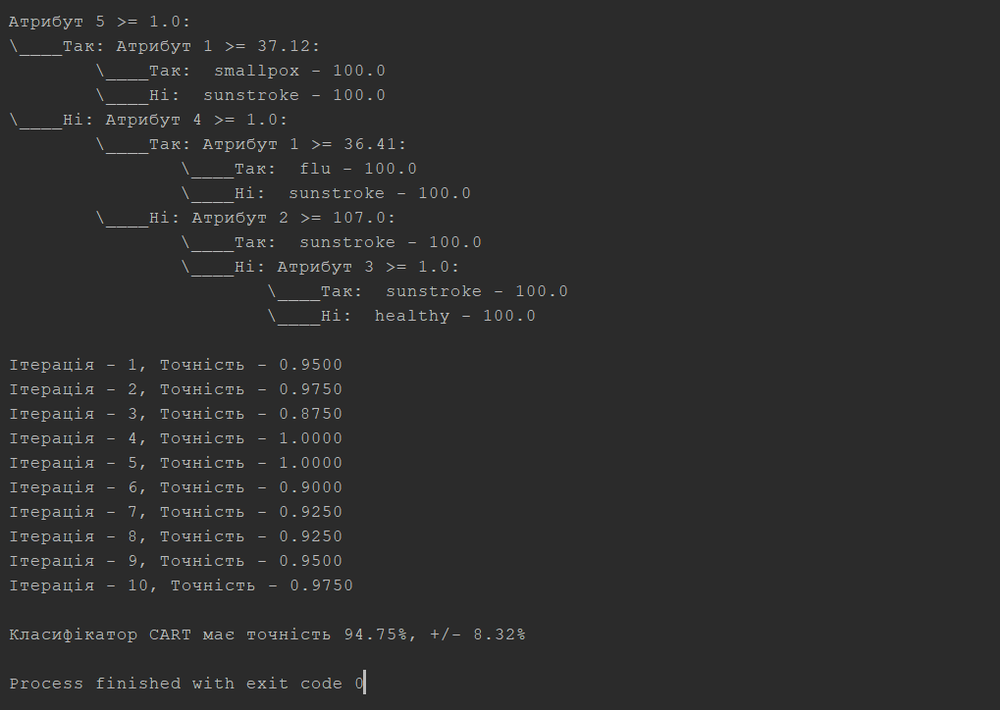 Атрибут 5 >= 1.0:
\____Так: Атрибут 1 >= 37.12:
        \____Так:  smallpox - 100.0
        \____Ні:  sunstroke - 100.0
\____Ні: Атрибут 4 >= 1.0:
        \____Так: Атрибут 1 >= 36.41:
                \____Так:  flu - 100.0
                \____Ні:  sunstroke - 100.0
        \____Ні: Атрибут 2 >= 107.0:
                \____Так:  sunstroke - 100.0
                \____Ні: Атрибут 3 >= 1.0:
                        \____Так:  sunstroke - 100.0
                        \____Ні:  healthy - 100.0
Ітерація - 1, Точність - 0.9500
Ітерація - 2, Точність - 0.9750
Ітерація - 3, Точність - 0.8750
Ітерація - 4, Точність - 1.0000
Ітерація - 5, Точність - 1.0000
Ітерація - 6, Точність - 0.9000
Ітерація - 7, Точність - 0.9250
Ітерація - 8, Точність - 0.9250
Ітерація - 9, Точність - 0.9500
Ітерація - 10, Точність - 0.9750
Класифікатор CART має точність 94.75%, +/- 8.32%
Process finished with exit code 0